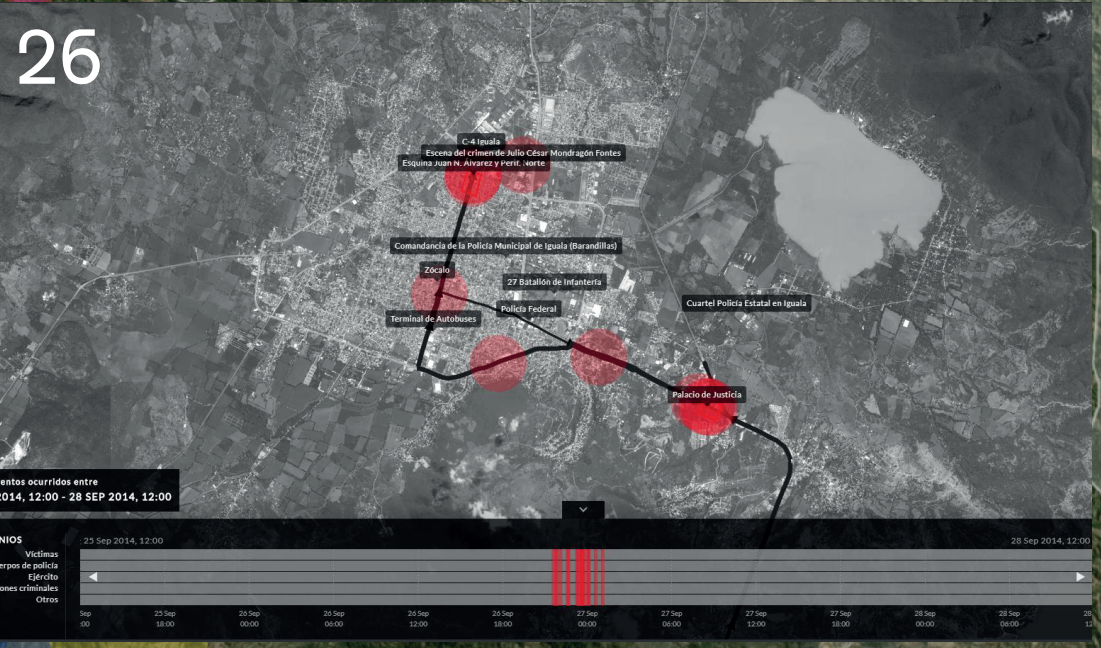 26
C-4 Iguala
Escena del crimen de Julio César Mondragón Fontes
Esquina Juan N. Álvarez y Perif. Norte
Comandancia de la Policía Municipal de Iguala (Barandillas)
Zócalo
27 Batallón de Infantería
Cuartel Policía Estatal en Iguala
Policía Federal
Terminal de Autobuses
Palacio de Justicia
entos ocurridos entre
2014, 12:00 - 28 SEP 2014, 12:00
NIOS
25 Sep 2014, 12:00
28 Sep 2014, 12:00
Víctimas
erpos de policía
Ejército
ones criminales
Otros
Sep 25 Sep 26 Sep 26 Sep 26 Sep 26 Sep 27 Sep 27 Sep 27 Sep 27 Sep 28 Sep 28 Sep 28
:00 18:00 00:00 06:00 12:00 18:00 00:00 06:00 12:00 18:00 00:00 06:00 12: